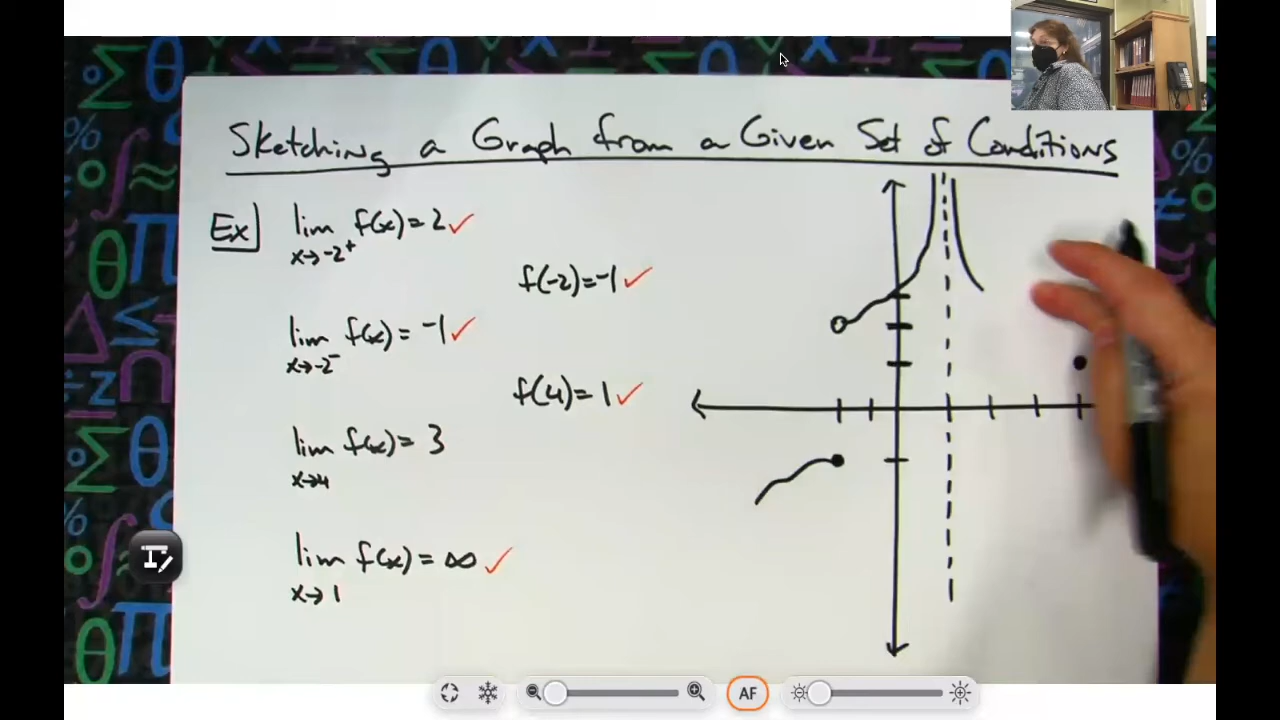 Sketching a Graph from a Given Set of Conditions
Ex
lim f(x) = 2 ✓
x→-2⁺
f(-2) = -1 ✓
lim f(x) = -1 ✓
x→-2⁻
f(4) = 1 ✓
lim f(x) = 3
x→4
lim f(x) = ∞ ✓
x→1
AF